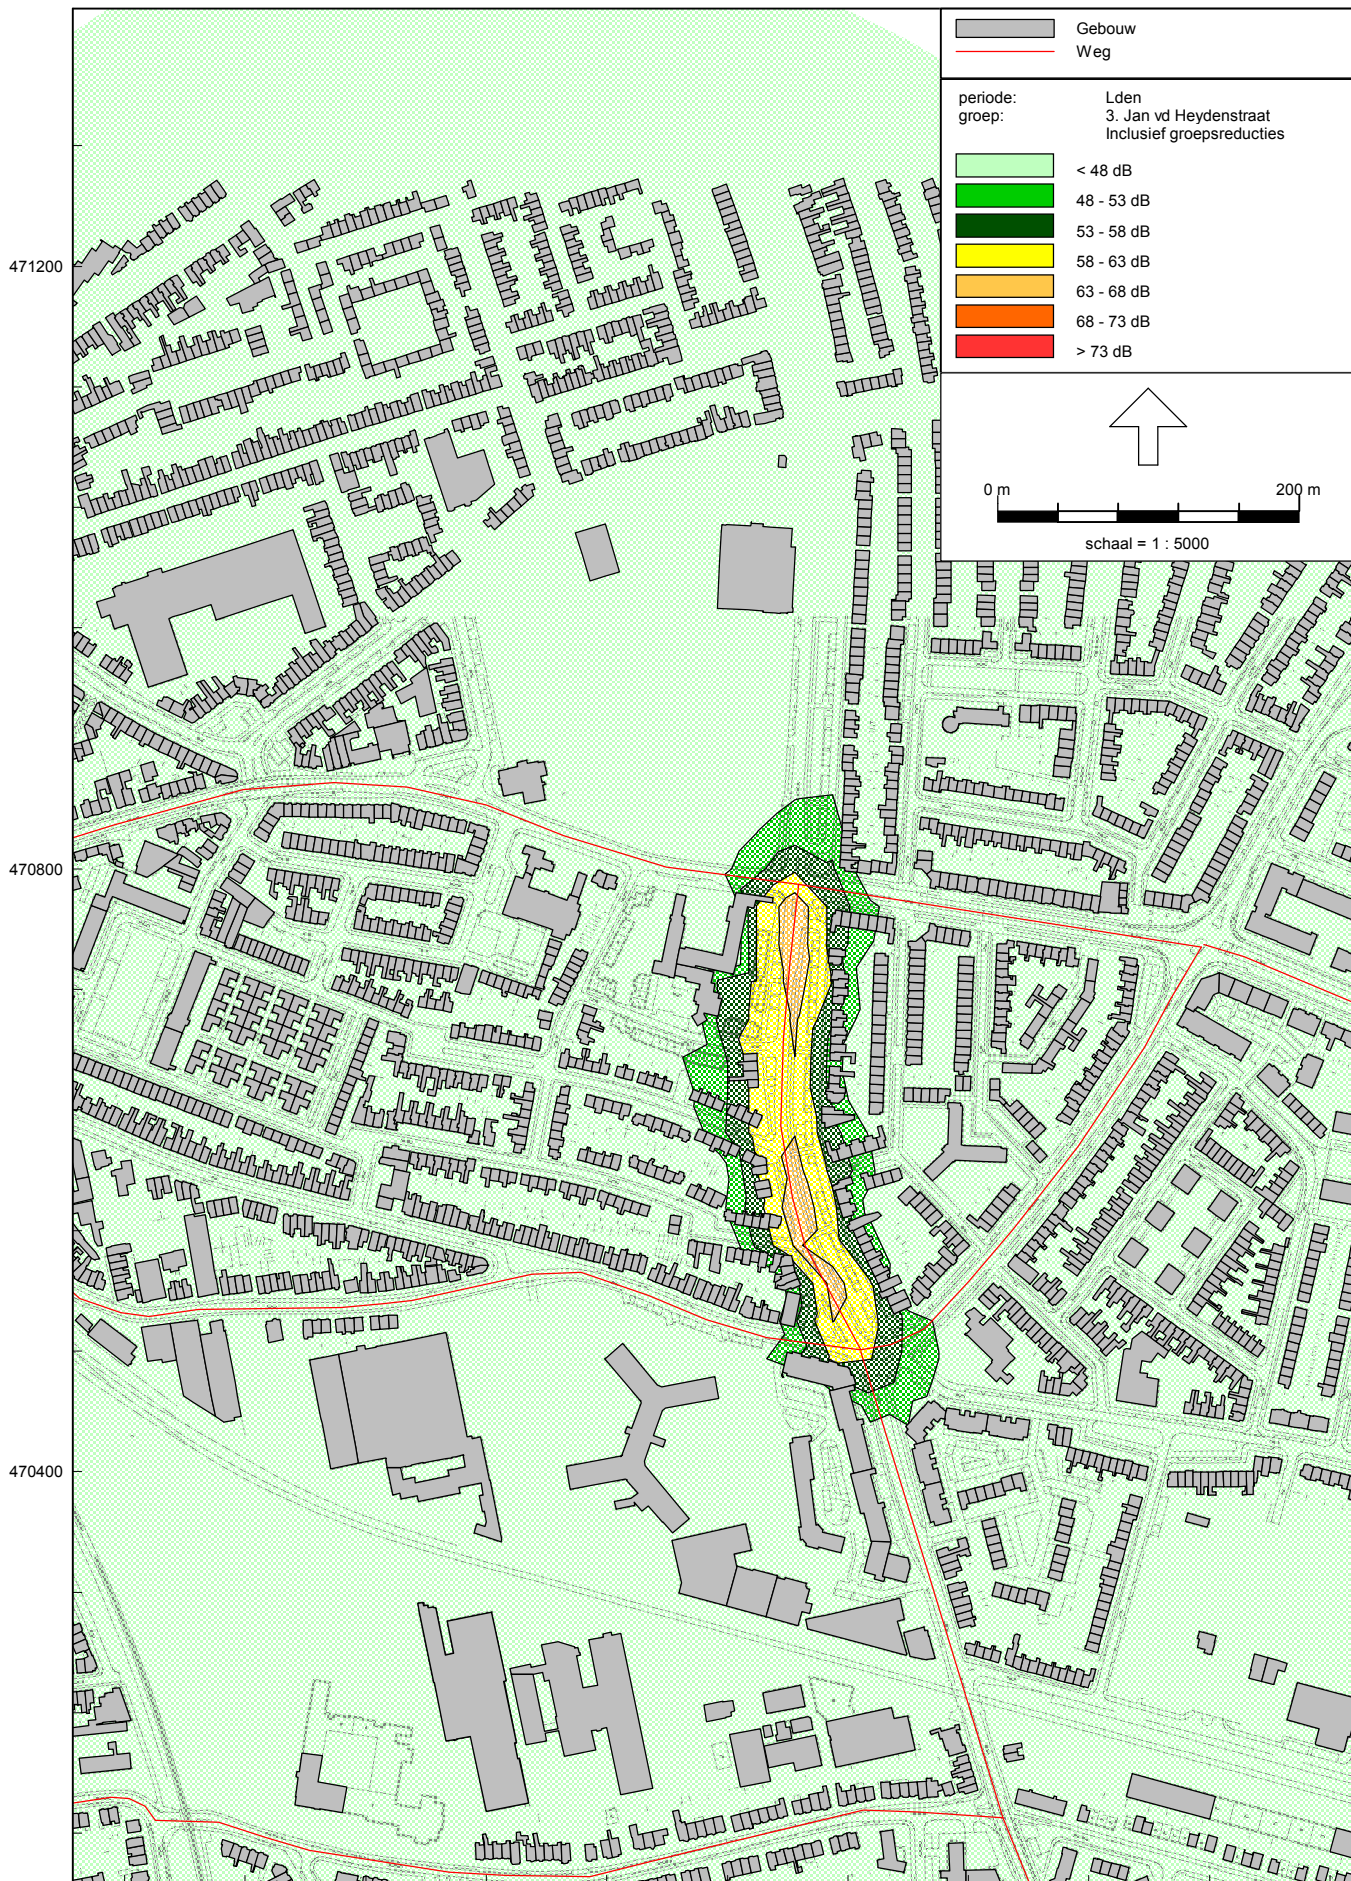 Gebouw
Weg
periode: Lden
groep: 3. Jan vd Heydenstraat
Inclusief groepsreducties
< 48 dB
48 - 53 dB
53 - 58 dB
58 - 63 dB
63 - 68 dB
68 - 73 dB
> 73 dB
0 m 200 m
schaal = 1 : 5000
471200
470800
470400